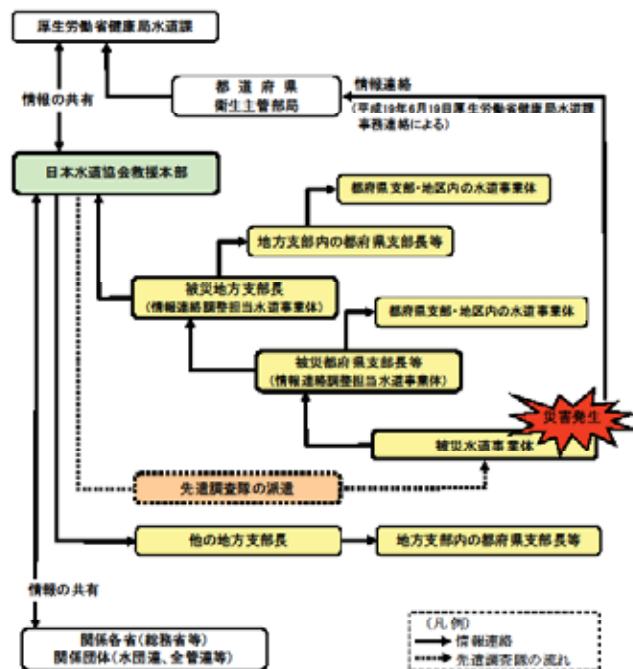 厚生労働省健康局水道課
情報の共有
都道府県
衛生主管部局
情報連絡
(平成19年6月19日厚生労働省健康局水道課
事務連絡による)
日本水道協会救援本部
都府県支部・地区内の水道事業体
地方支部内の都府県支部長等
被災地方支部長
(情報連絡調整担当水道事業体)
都府県支部・地区内の水道事業体
被災都府県支部長等
(情報連絡調整担当水道事業体)
災害発生
被災水道事業体
先遣調査隊の派遣
他の地方支部長
地方支部内の都府県支部長等
情報の共有
関係各省(総務省等)
関係団体(水団連、全管連等)
(凡例)
情報連絡
先遣調査隊の流れ